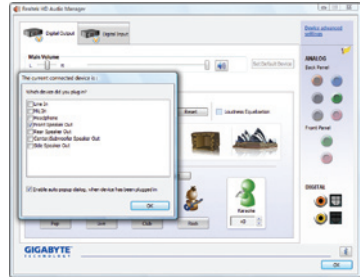 Realtek HD Audio Manager
Digital Output
Digital Input
Device advanced
settings
Main Volume
L
R
Set Default Device
ANALOG
Back Panel
The current connected device is :
Which device did you plug in?
Line In
Mic In
Headphone
Front Speaker Out
Rear Speaker Out
Center/Subwoofer Speaker Out
Side Speaker Out
Enable auto popup dialog, when device has been plugged in
OK
Reset
Loudness Equalization
Front Panel
DIGITAL
Karaoke
Pop
Live
Club
Rock
+0
GIGABYTE
TECHNOLOGY
OK